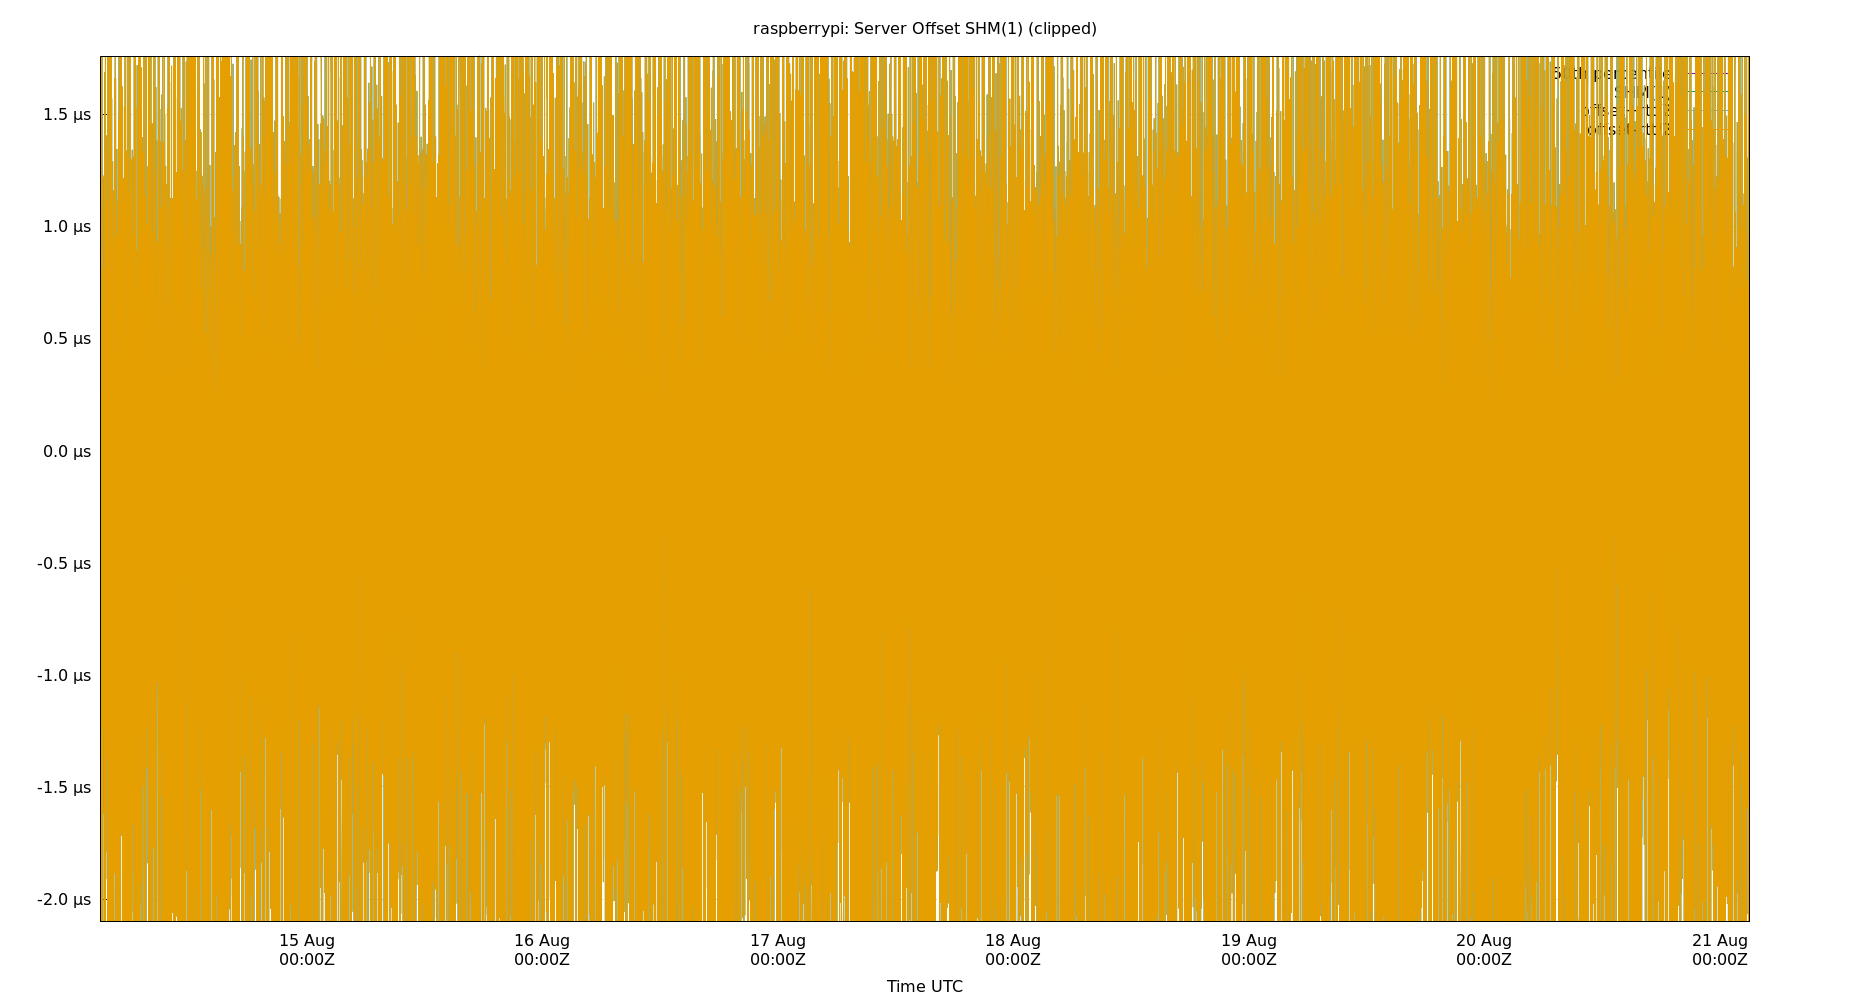 raspberrypi: Server Offset SHM(1) (clipped)
1.5 µs
1.0 µs
0.5 µs
0.0 µs
-0.5 µs
-1.0 µs
-1.5 µs
-2.0 µs
15 Aug
00:00Z
16 Aug
00:00Z
17 Aug
00:00Z
18 Aug
00:00Z
19 Aug
00:00Z
20 Aug
00:00Z
21 Aug
00:00Z
Time UTC